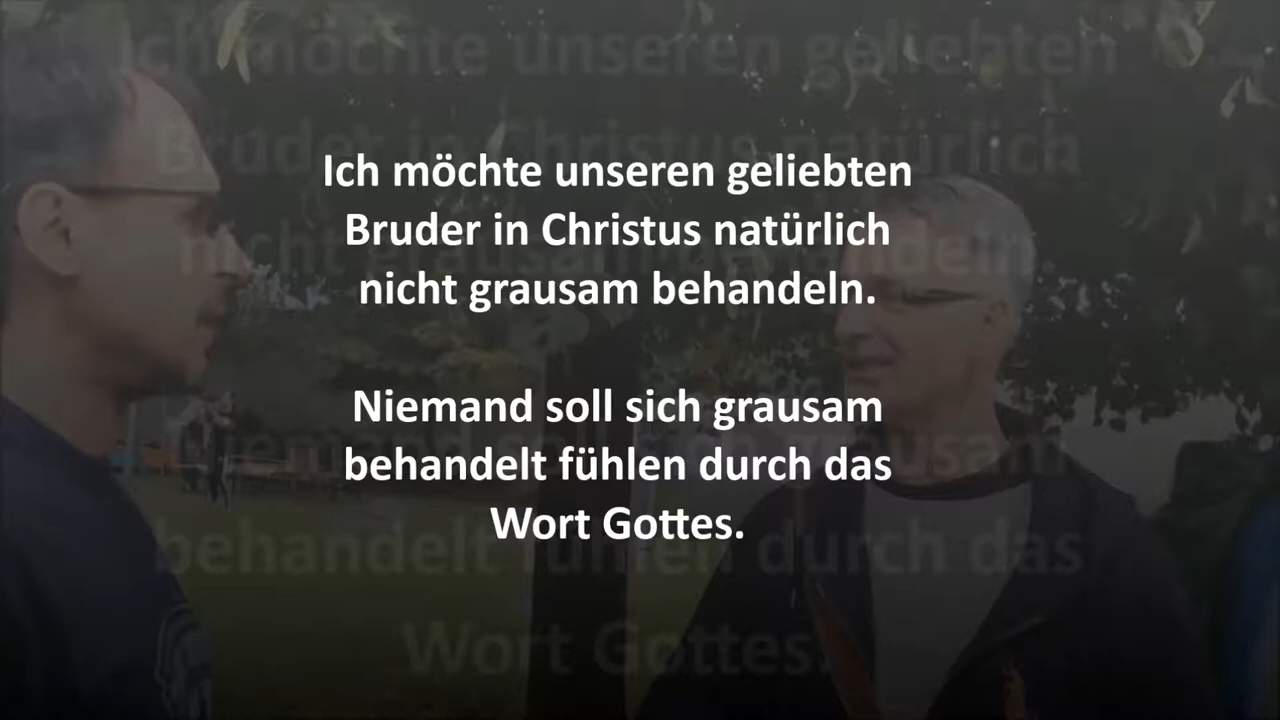 Ich möchte unseren geliebten
Bruder in Christus natürlich
nicht grausam behandeln.
Niemand soll sich grausam
behandelt fühlen durch das
Wort Gottes.